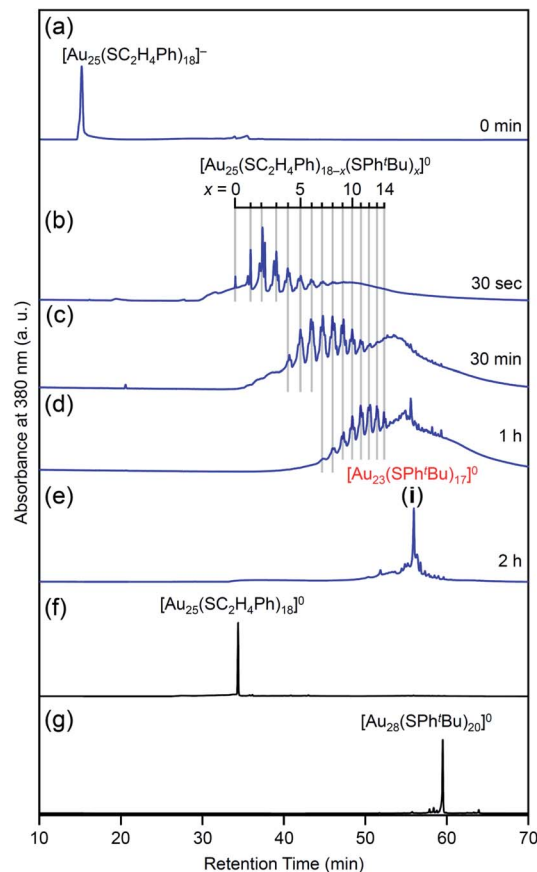 (a)
[Au₂₅(SC₂H₄Ph)₁₈]⁻
0 min
[Au₂₅(SC₂H₄Ph)₁₈₋ₓ(SPhᵗBu)ₓ]⁰
x = 0 5 10 14
(b)
30 sec
(c)
30 min
(d)
1 h
[Au₂₃(SPhᵗBu)₁₇]⁰
(e)
(i)
2 h
(f)
[Au₂₅(SC₂H₄Ph)₁₈]⁰
(g)
[Au₂₈(SPhᵗBu)₂₀]⁰
Absorbance at 380 nm (a. u.)
10 20 30 40 50 60 70
Retention Time (min)